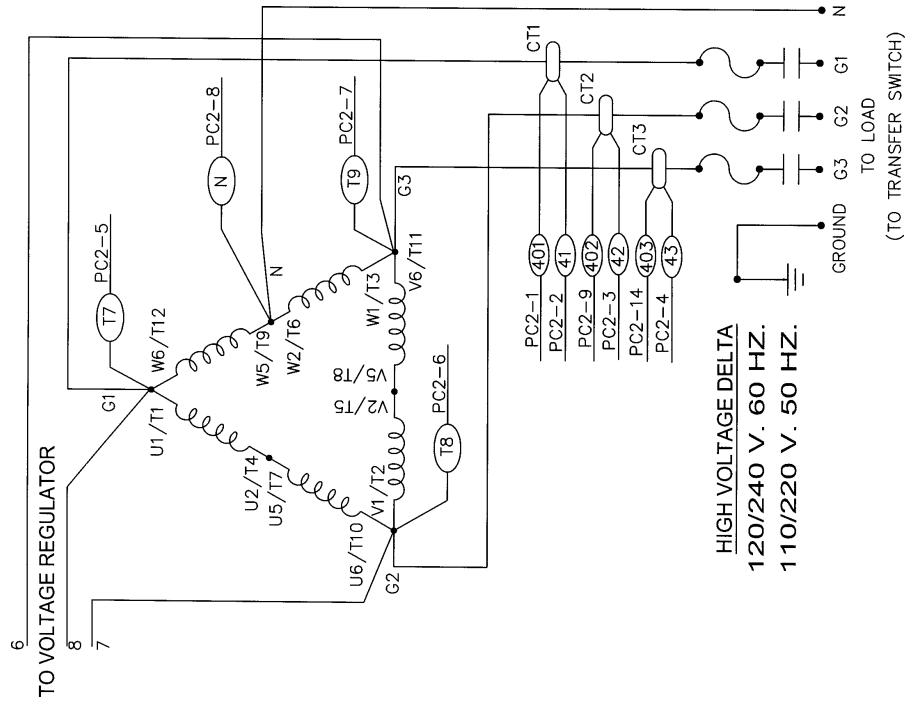 6
TO VOLTAGE REGULATOR
8
7
T7
PC2-5
N
PC2-8
T9
PC2-7
T8
PC2-6
G1
W6/T12
U1/T1
W5/T9
W2/T6
N
U2/T4
U5/T7
W1/T3
V6/T11
G3
V5/T8
V2/T5
V1/T2
U6/T10
G2
CT1
CT2
CT3
PC2-1 401
PC2-2 41
PC2-9 402
PC2-3 42
PC2-14 403
PC2-4 43
N
G1
G2
G3
GROUND
TO LOAD
(TO TRANSFER SWITCH)
HIGH VOLTAGE DELTA
120/240 V. 60 HZ.
110/220 V. 50 HZ.